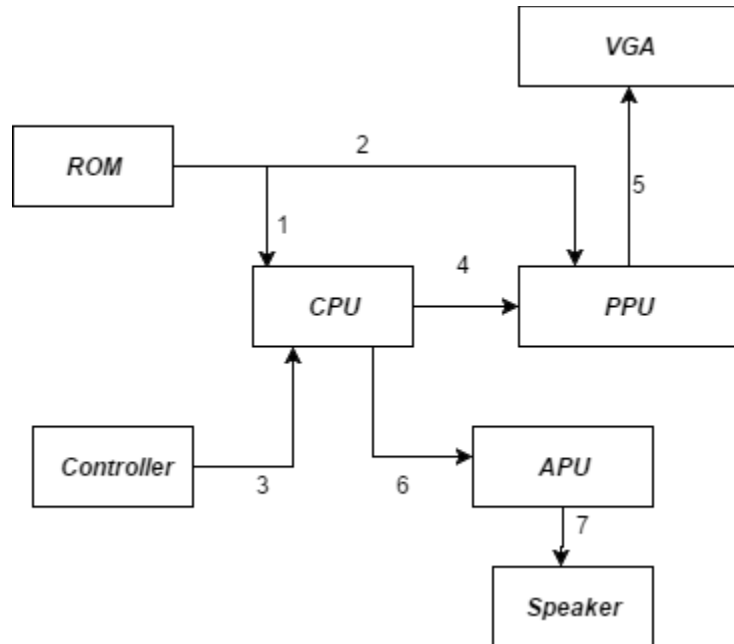 VGA
ROM
2
5
1
4
CPU
PPU
Controller
3
6
APU
7
Speaker